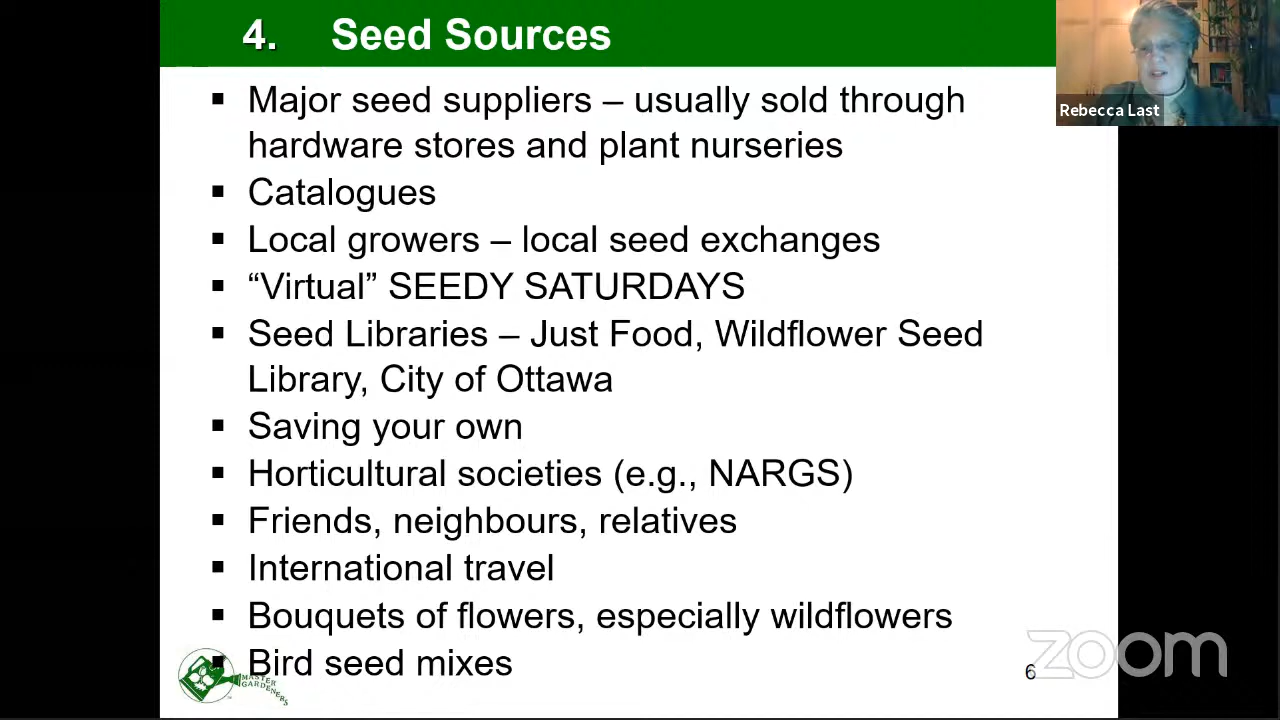 4. Seed Sources
Rebecca Last
▪ Major seed suppliers – usually sold through
hardware stores and plant nurseries
▪ Catalogues
▪ Local growers – local seed exchanges
▪ “Virtual” SEEDY SATURDAYS
▪ Seed Libraries – Just Food, Wildflower Seed
Library, City of Ottawa
▪ Saving your own
▪ Horticultural societies (e.g., NARGS)
▪ Friends, neighbours, relatives
▪ International travel
▪ Bouquets of flowers, especially wildflowers
▪ Bird seed mixes
MASTER
GARDENERS
6
zoom